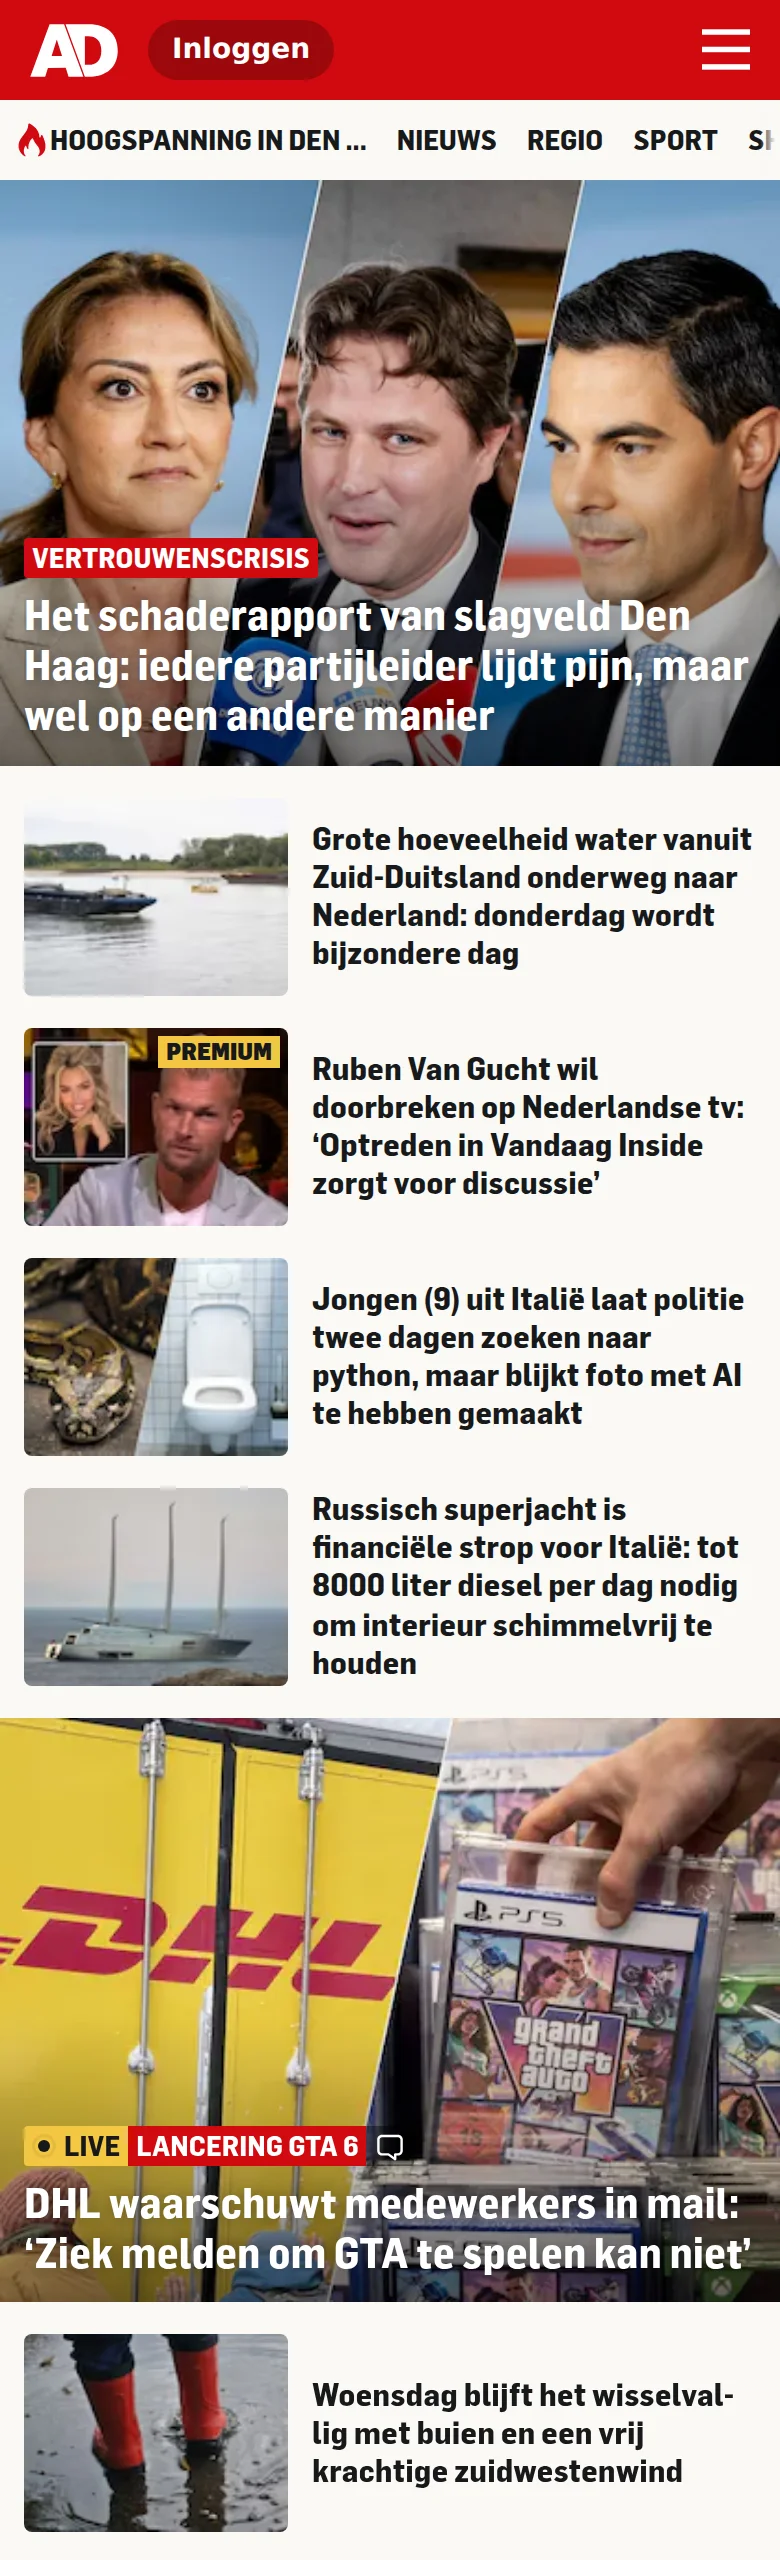 AD
Inloggen
HOOGSPANNING IN DEN ... NIEUWS REGIO SPORT
VERTROUWENSCRISIS
Het schaderapport van slagveld Den
Haag: iedere partijleider lijdt pijn, maar
wel op een andere manier
Grote hoeveelheid water vanuit
Zuid-Duitsland onderweg naar
Nederland: donderdag wordt
bijzondere dag
PREMIUM
Ruben Van Gucht wil
doorbreken op Nederlandse tv:
‘Optreden in Vandaag Inside
zorgt voor discussie’
Jongen (9) uit Italië laat politie
twee dagen zoeken naar
python, maar blijkt foto met AI
te hebben gemaakt
Russisch superjacht is
financiële strop voor Italië: tot
8000 liter diesel per dag nodig
om interieur schimmelvrij te
houden
DHL
PS5
grand
theft
auto
LIVE LANCERING GTA 6
DHL waarschuwt medewerkers in mail:
‘Ziek melden om GTA te spelen kan niet’
Woensdag blijft het wisselval-
lig met buien en een vrij
krachtige zuidwestenwind